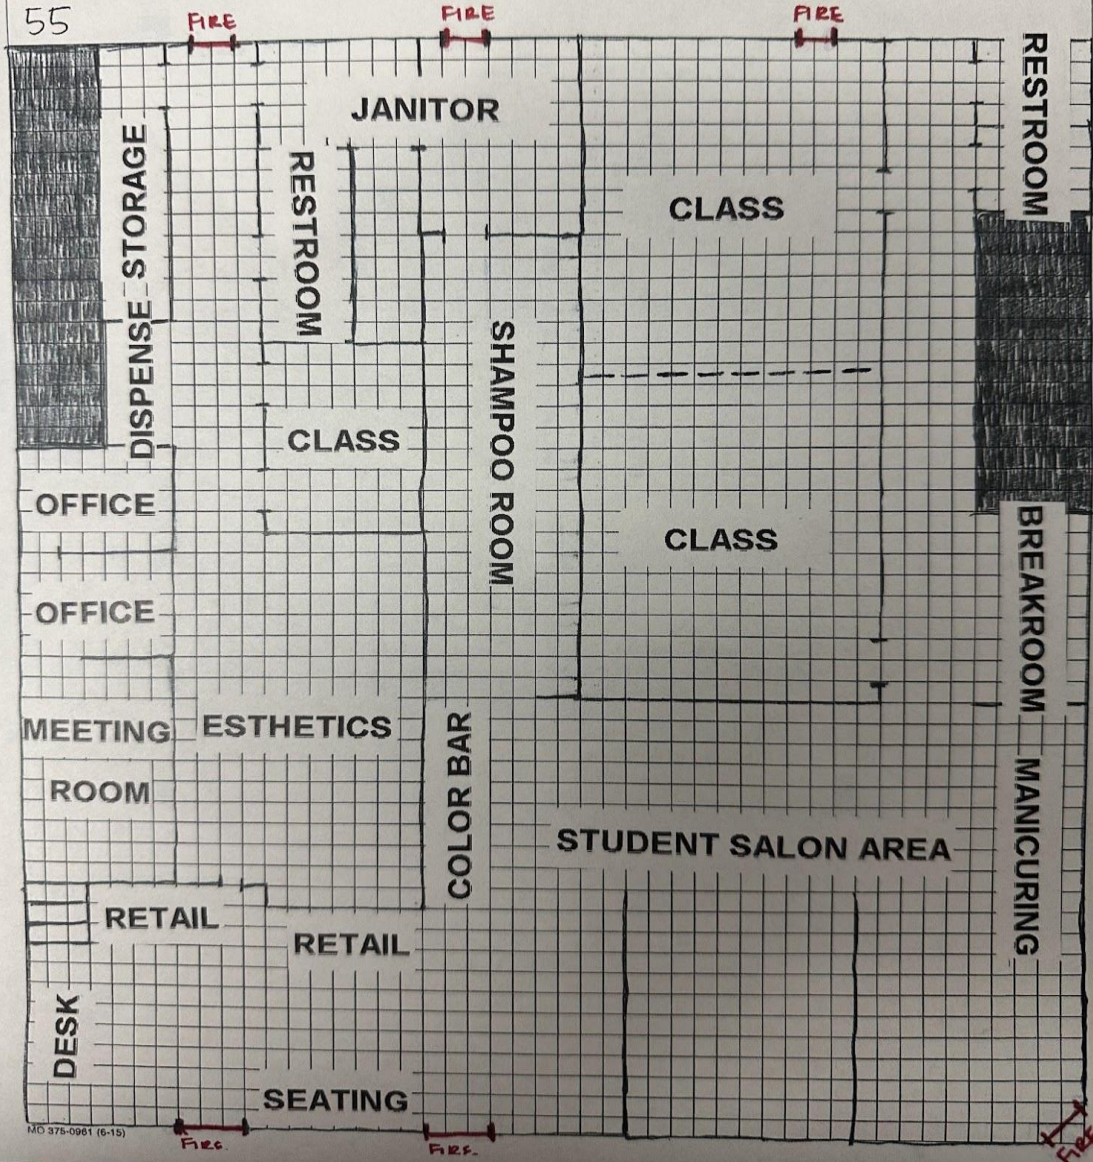 55
FIRE
FIRE
FIRE
RESTROOM
JANITOR
STORAGE
RESTROOM
CLASS
DISPENSE
SHAMPOO ROOM
CLASS
OFFICE
CLASS
BREAKROOM
OFFICE
MEETING
ROOM
ESTHETICS
COLOR BAR
MANICURING
STUDENT SALON AREA
RETAIL
RETAIL
DESK
SEATING
MO 375-0961 (6-15)
FIRE.
FIRE.
FIRE